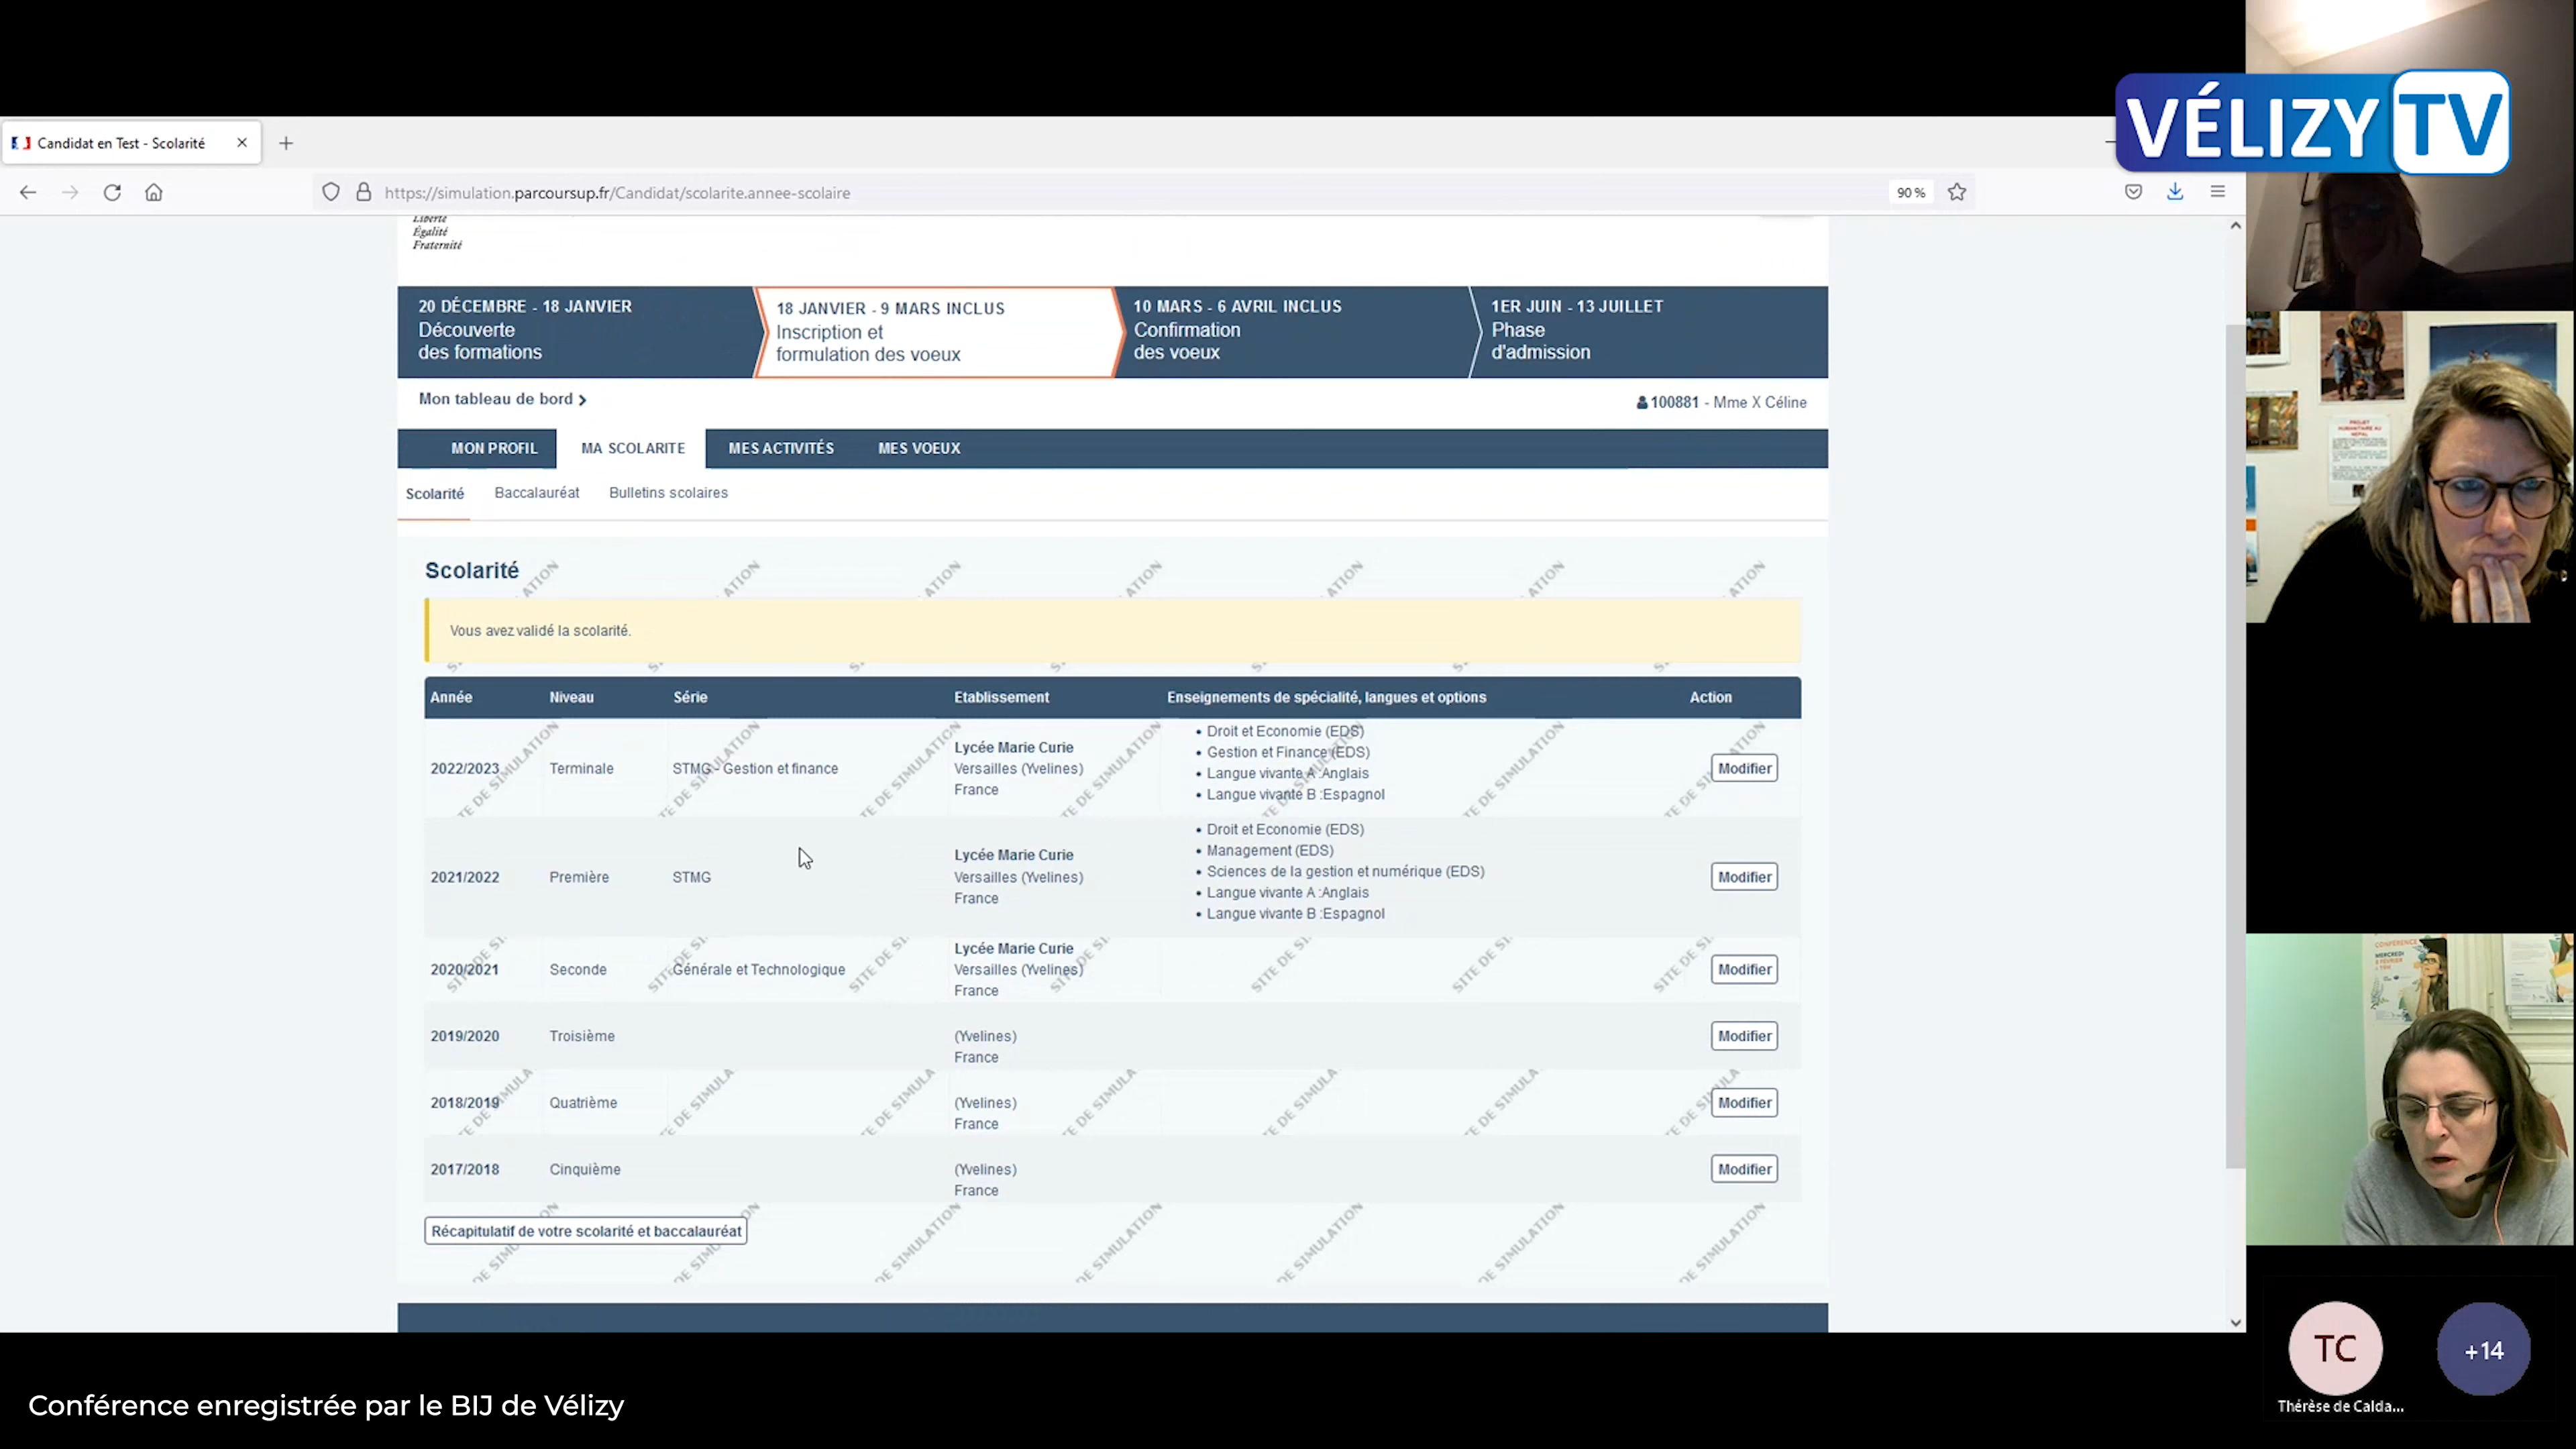 VÉLIZY TV
Candidat en Test - Scolarité
https://simulation.parcoursup.fr/Candidat/scolarite.annee-scolaire
90 %
Liberté
Égalité
Fraternité
20 DÉCEMBRE - 18 JANVIER
Découverte
des formations
18 JANVIER - 9 MARS INCLUS
Inscription et
formulation des voeux
10 MARS - 6 AVRIL INCLUS
Confirmation
des voeux
1ER JUIN - 13 JUILLET
Phase
d'admission
Mon tableau de bord
100881 - Mme X Céline
MON PROFIL MA SCOLARITE MES ACTIVITÉS MES VOEUX
Scolarité Baccalauréat Bulletins scolaires
Scolarité
Vous avez validé la scolarité.
Année Niveau Série Etablissement Enseignements de spécialité, langues et options Action
2022/2023 Terminale STMG - Gestion et finance
Lycée Marie Curie
Versailles (Yvelines)
France
• Droit et Economie (EDS)
• Gestion et Finance (EDS)
• Langue vivante A :Anglais
• Langue vivante B :Espagnol
Modifier
2021/2022 Première STMG
Lycée Marie Curie
Versailles (Yvelines)
France
• Droit et Economie (EDS)
• Management (EDS)
• Sciences de la gestion et numérique (EDS)
• Langue vivante A :Anglais
• Langue vivante B :Espagnol
Modifier
2020/2021 Seconde Générale et Technologique
Lycée Marie Curie
Versailles (Yvelines)
France
Modifier
2019/2020 Troisième
(Yvelines)
France
Modifier
2018/2019 Quatrième
(Yvelines)
France
Modifier
2017/2018 Cinquième
(Yvelines)
France
Modifier
Récapitulatif de votre scolarité et baccalauréat
SITE DE SIMULATION
PROJET
HUMANITAIRE AU
NEPAL
CONFÉRENCE
MERCREDI
TC
+14
Thérèse de Calda...
Conférence enregistrée par le BIJ de Vélizy